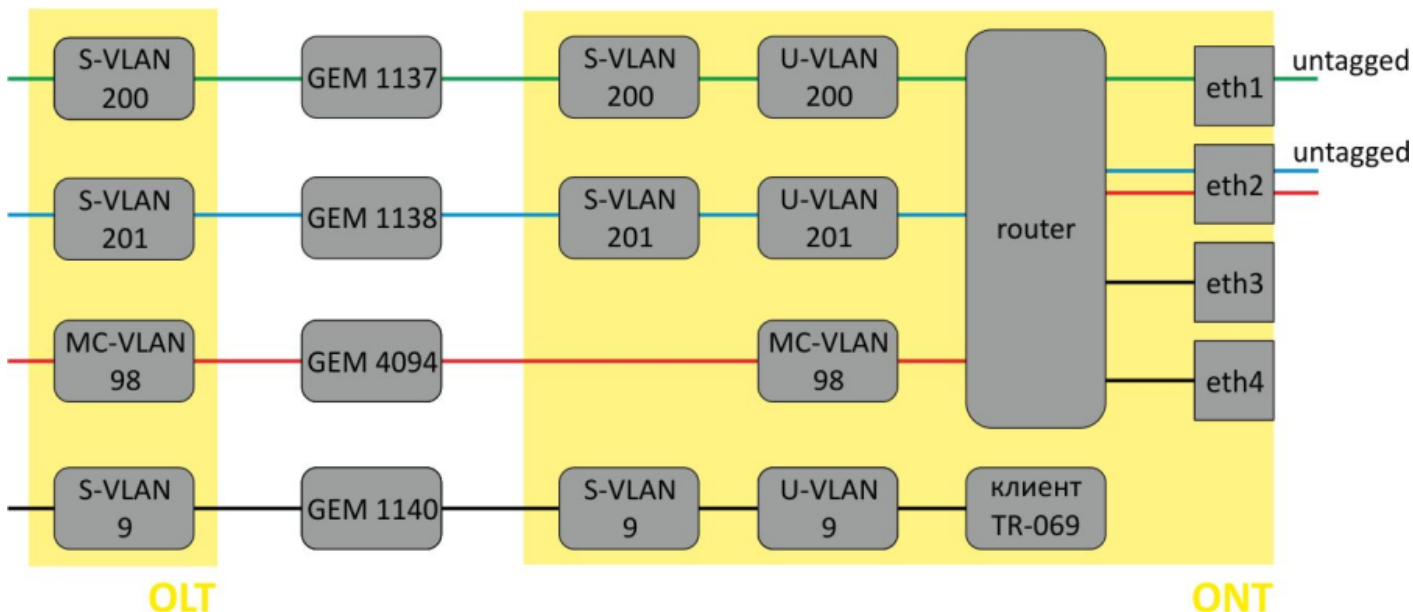 S-VLAN
200
GEM 1137
S-VLAN
200
U-VLAN
200
router
eth1
untagged
S-VLAN
201
GEM 1138
S-VLAN
201
U-VLAN
201
eth2
untagged
eth3
MC-VLAN
98
GEM 4094
MC-VLAN
98
eth4
S-VLAN
9
GEM 1140
S-VLAN
9
U-VLAN
9
клиент
TR-069
OLT
ONT